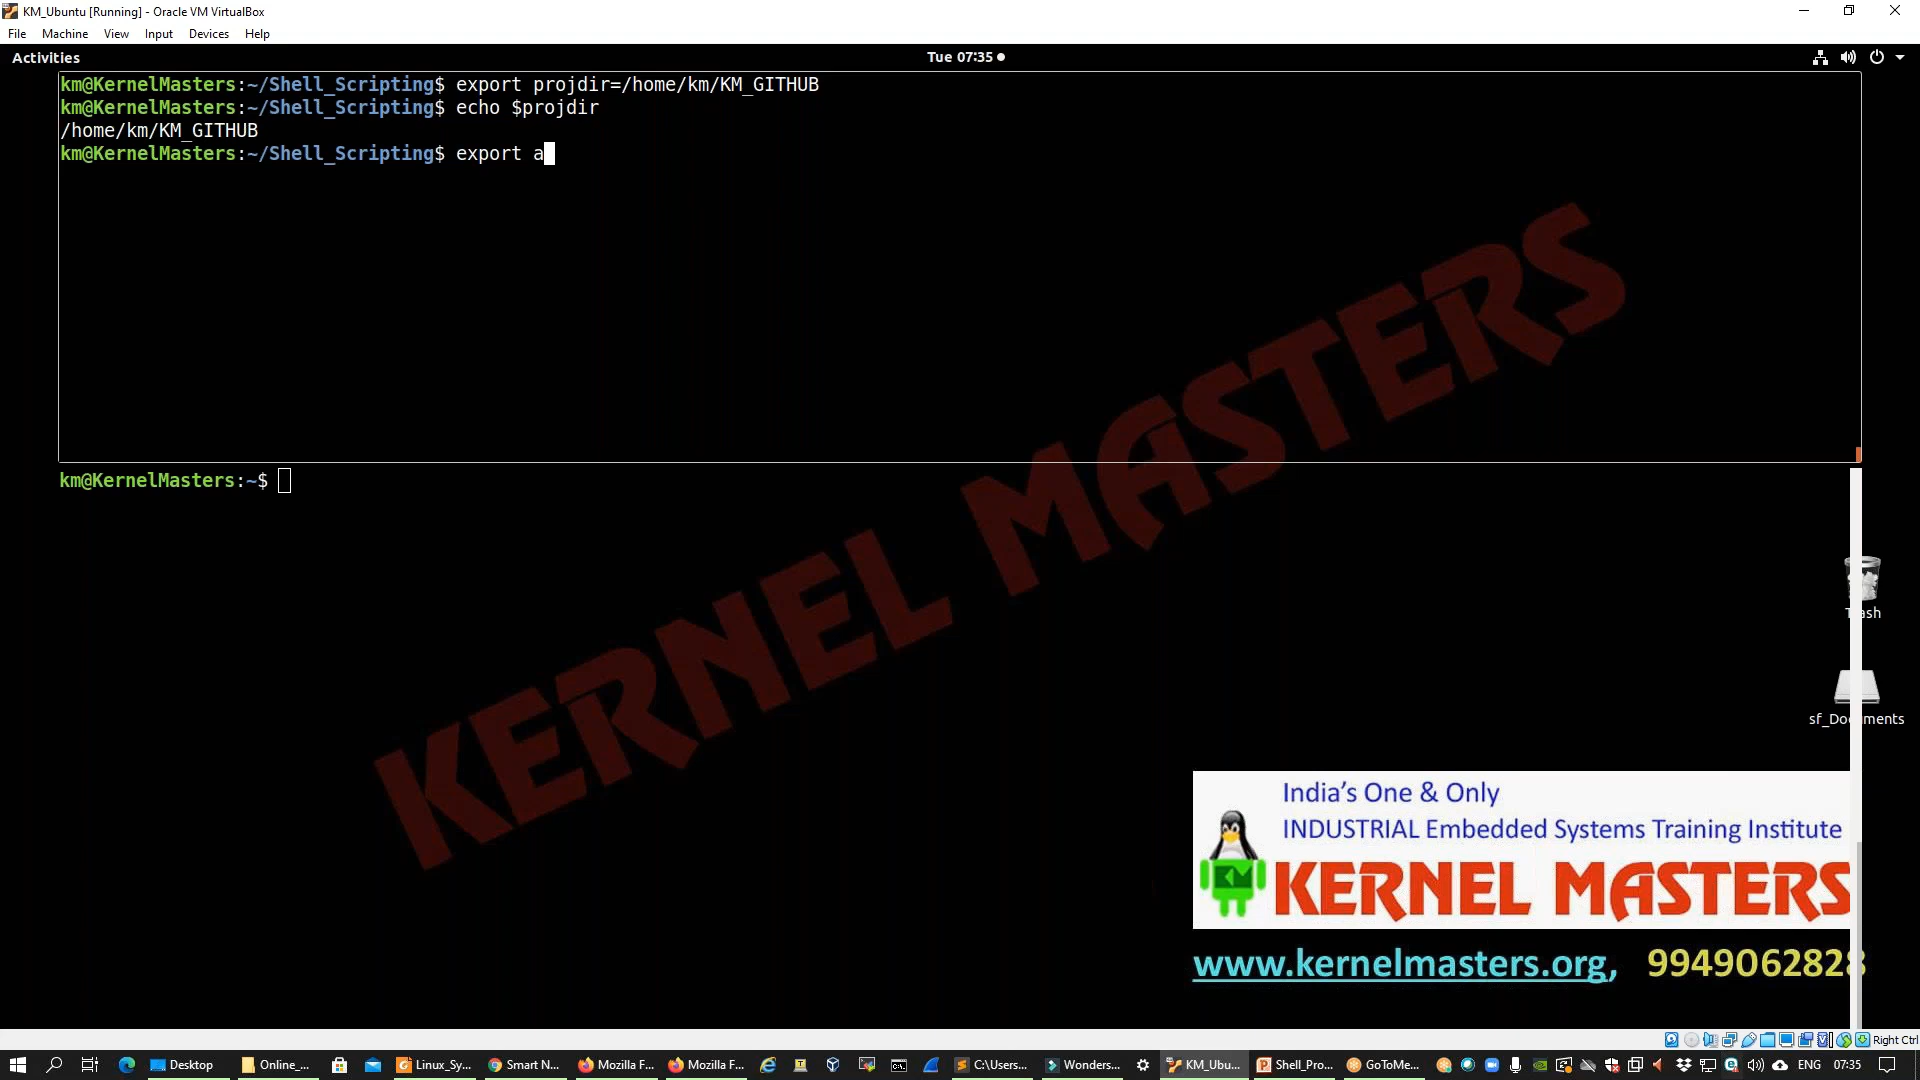 KM_Ubuntu [Running] - Oracle VM VirtualBox
File Machine View Input Devices Help
Activities
Tue 07:35
km@KernelMasters:~/Shell_Scripting$ export projdir=/home/km/KM_GITHUB
km@KernelMasters:~/Shell_Scripting$ echo $projdir
/home/km/KM_GITHUB
km@KernelMasters:~/Shell_Scripting$ export a
KERNEL MASTERS
km@KernelMasters:~$
Trash
sf_Documents
India's One & Only
INDUSTRIAL Embedded Systems Training Institute
KERNEL MASTERS
www.kernelmasters.org, 9949062828
Right Ctrl
Desktop Online_... Linux_Sy... Smart N... Mozilla F... Mozilla F... C:\Users... Wonders... KM_Ubu... Shell_Pro... GoToMe... ENG 07:35